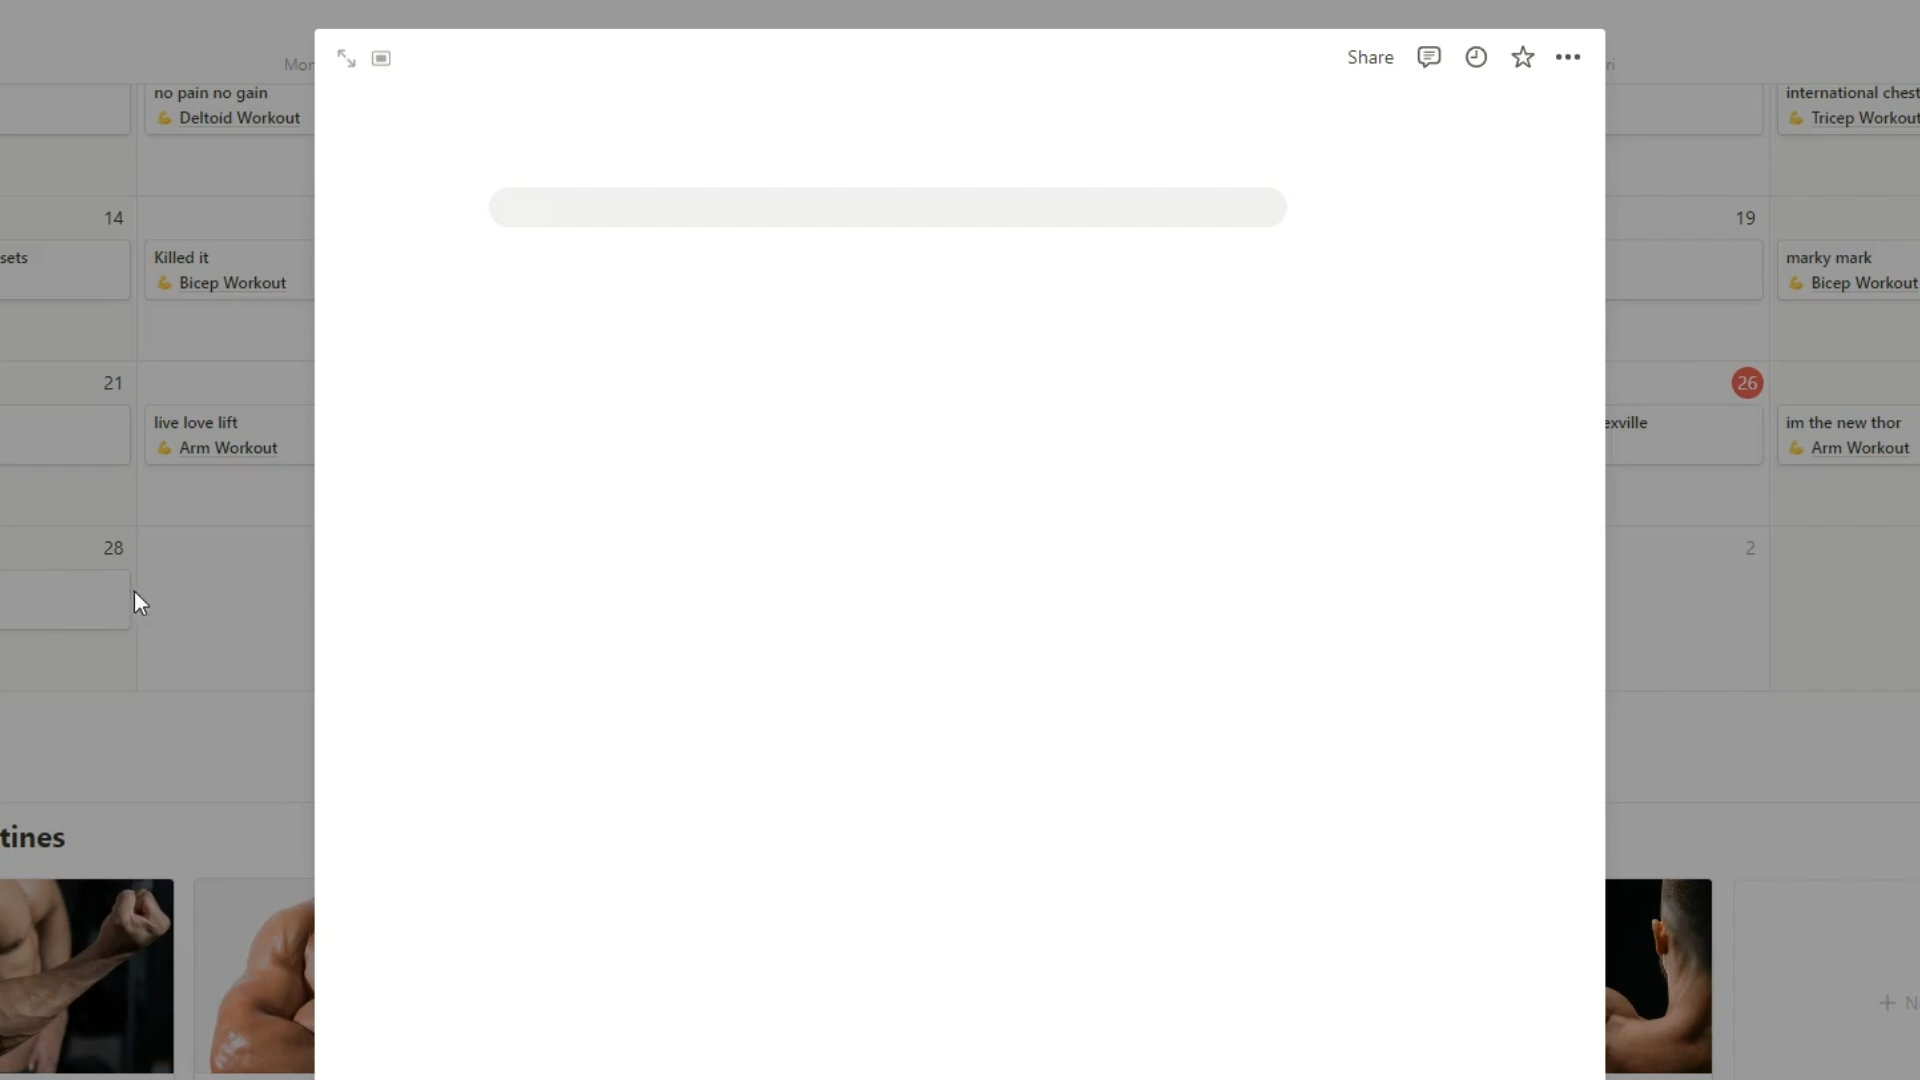 Share
Mon
ri
no pain no gain
Deltoid Workout
international chest
Tricep Workout
14
19
sets
Killed it
Bicep Workout
marky mark
Bicep Workout
21
26
live love lift
Arm Workout
exville
im the new thor
Arm Workout
28
2
tines
+ N